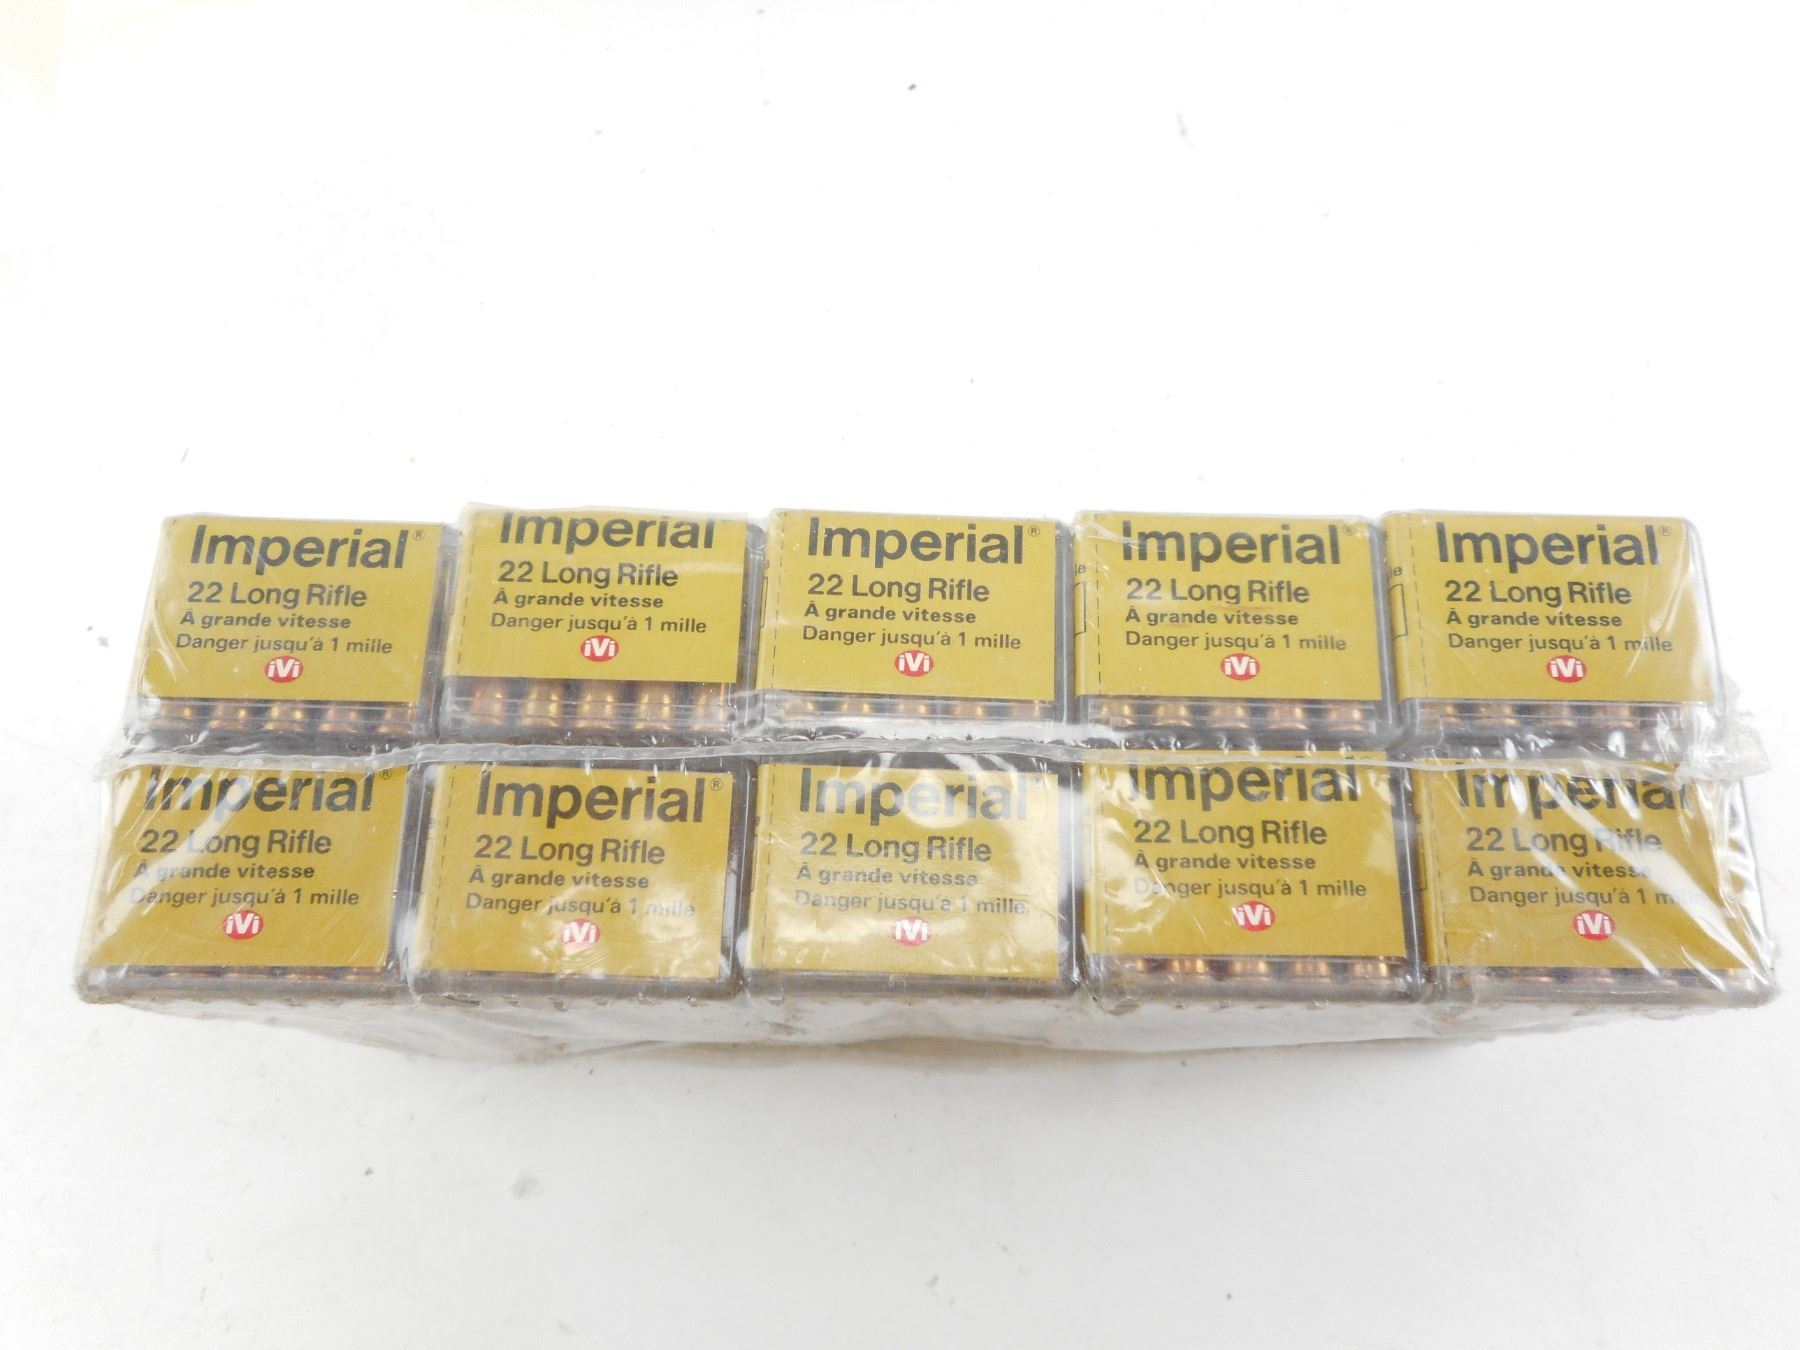 Imperial®
22 Long Rifle
À grande vitesse
Danger jusqu'à 1 mille
iVi
Imperial®
22 Long Rifle
À grande vitesse
Danger jusqu'à 1 mille
iVi
Imperial®
22 Long Rifle
À grande vitesse
Danger jusqu'à 1 mille
iVi
Imperial®
22 Long Rifle
À grande vitesse
Danger jusqu'à 1 mille
iVi
Imperial®
22 Long Rifle
À grande vitesse
Danger jusqu'à 1 mille
iVi
Imperial®
22 Long Rifle
À grande vitesse
Danger jusqu'à 1 mille
iVi
Imperial®
22 Long Rifle
À grande vitesse
Danger jusqu'à 1 mille
iVi
Imperial
22 Long Rifle
À grande vitesse
Danger jusqu'à 1 mille
iVi
Imperial
22 Long Rifle
À grande vitesse
Danger jusqu'à 1 mille
iVi
Imperial
22 Long Rifle
À grande vitesse
Danger jusqu'à 1 mille
iVi